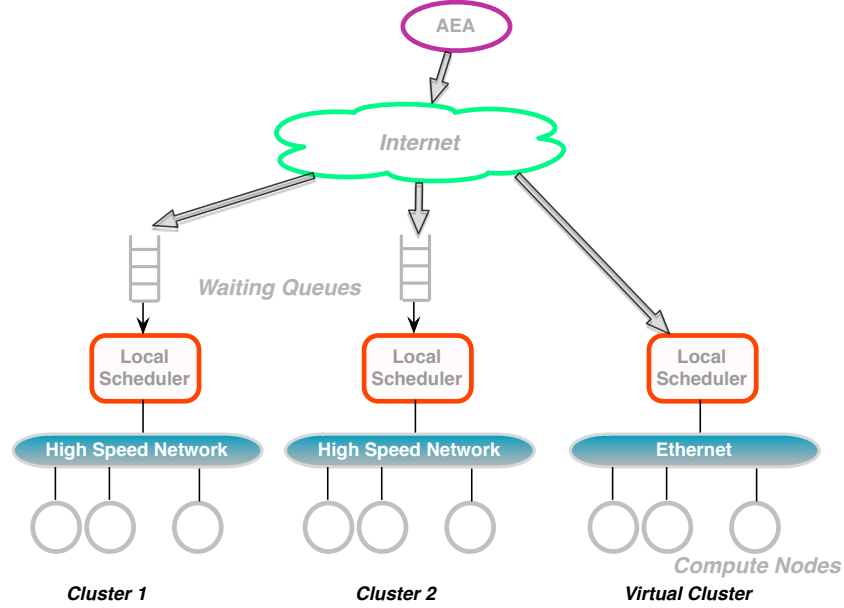 AEA
Internet
Waiting Queues
Local
Scheduler
Local
Scheduler
Local
Scheduler
High Speed Network
High Speed Network
Ethernet
Compute Nodes
Cluster 1
Cluster 2
Virtual Cluster